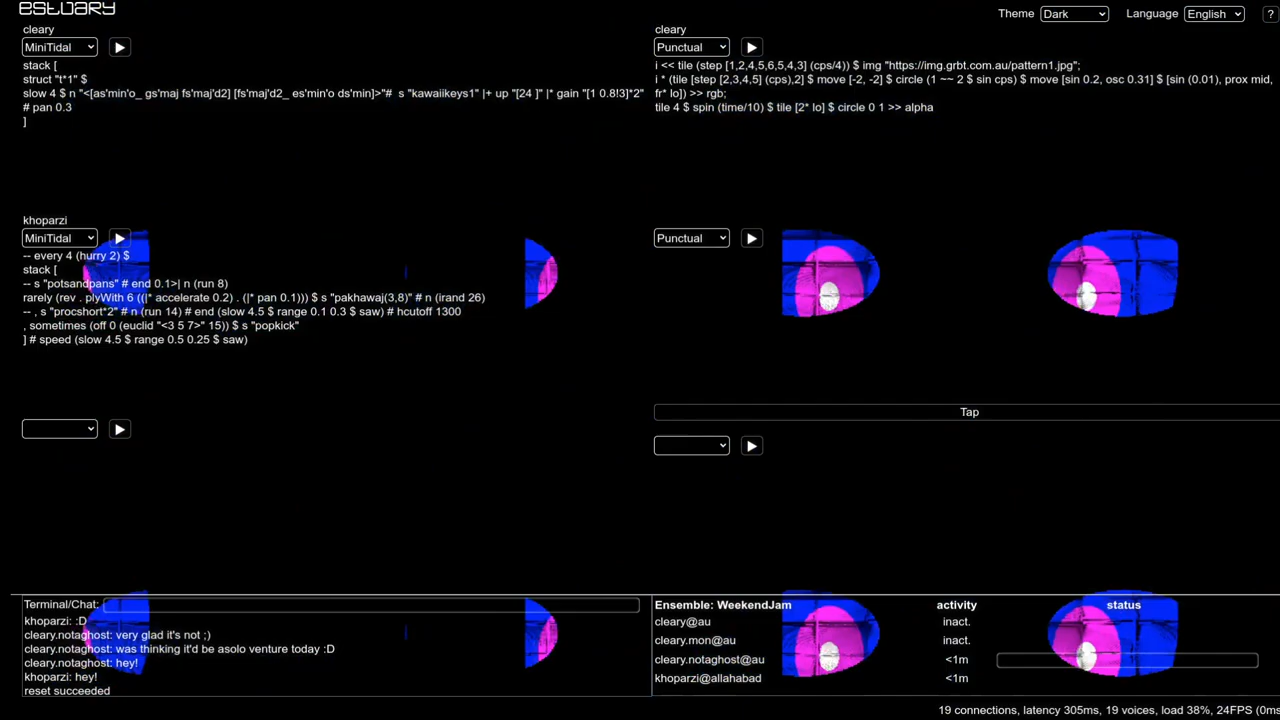 estuary
Theme Dark Language English ?
cleary
MiniTidal
stack [
struct "t*1" $
slow 4 $ n "<[as'min'o_ gs'maj fs'maj'd2] [fs'maj'd2_ es'min'o ds'min]>"# s "kawaiikeys1" |+ up "[24 ]" |* gain "[1 0.8!3]*2"
# pan 0.3
]
cleary
Punctual
i << tile (step [1,2,4,5,6,5,4,3] (cps/4)) $ img "https://img.grbt.com.au/pattern1.jpg";
i * (tile [step [2,3,4,5] (cps),2] $ move [-2, -2] $ circle (1 ~~ 2 $ sin cps) $ move [sin 0.2, osc 0.31] $ [sin (0.01), prox mid,
fr* lo]) >> rgb;
tile 4 $ spin (time/10) $ tile [2* lo] $ circle 0 1 >> alpha
khoparzi
MiniTidal
-- every 4 (hurry 2) $
stack [
-- s "potsandpans" # end 0.1>| n (run 8)
rarely (rev . plyWith 6 ((|* accelerate 0.2) . (|* pan 0.1))) $ s "pakhawaj(3,8)" # n (irand 26)
-- , s "procshort*2" # n (run 14) # end (slow 4.5 $ range 0.1 0.3 $ saw) # hcutoff 1300
, sometimes (off 0 (euclid "<3 5 7>" 15)) $ s "popkick"
] # speed (slow 4.5 $ range 0.5 0.25 $ saw)
Punctual
Tap
Terminal/Chat:
khoparzi: :D
cleary.notaghost: very glad it's not ;)
cleary.notaghost: was thinking it'd be asolo venture today :D
cleary.notaghost: hey!
khoparzi: hey!
reset succeeded
Ensemble: WeekendJam activity status
cleary@au inact.
cleary.mon@au inact.
cleary.notaghost@au <1m
khoparzi@allahabad <1m
19 connections, latency 305ms, 19 voices, load 38%, 24FPS (0ms